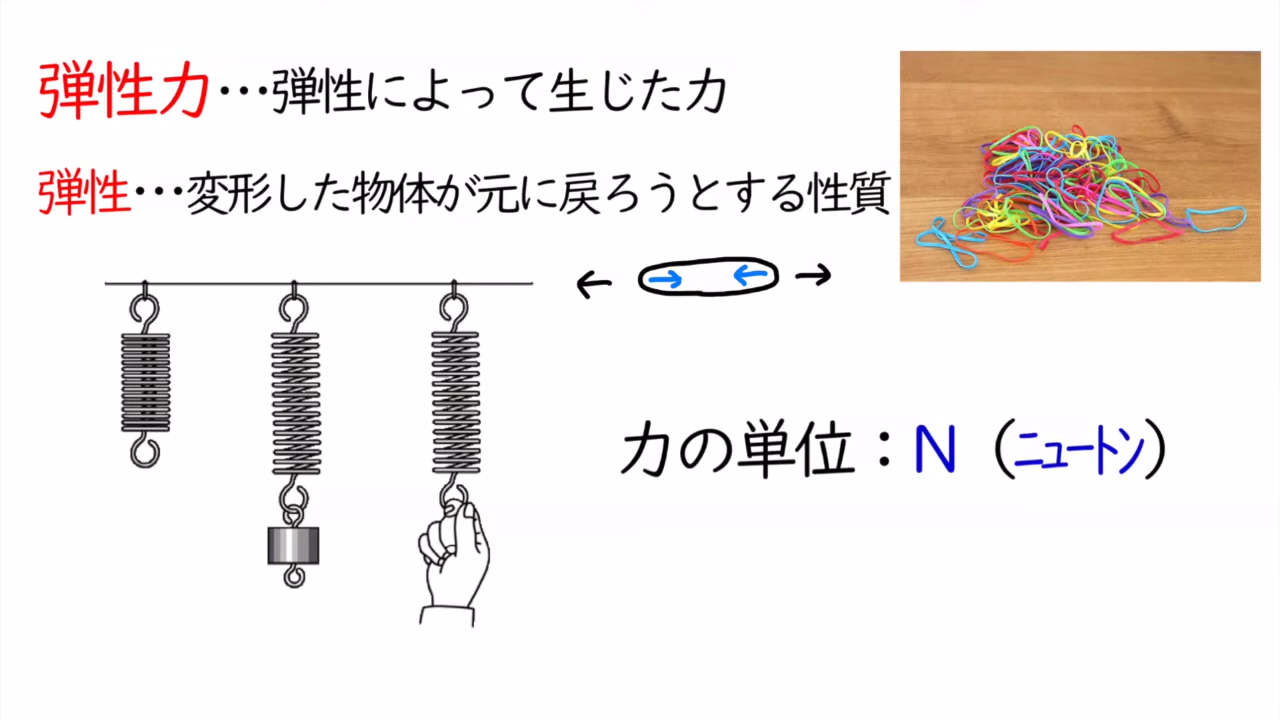 弾性力…弾性によって生じた力
弾性…変形した物体が元に戻ろうとする性質
力の単位：N（ﾆｭｰﾄﾝ）